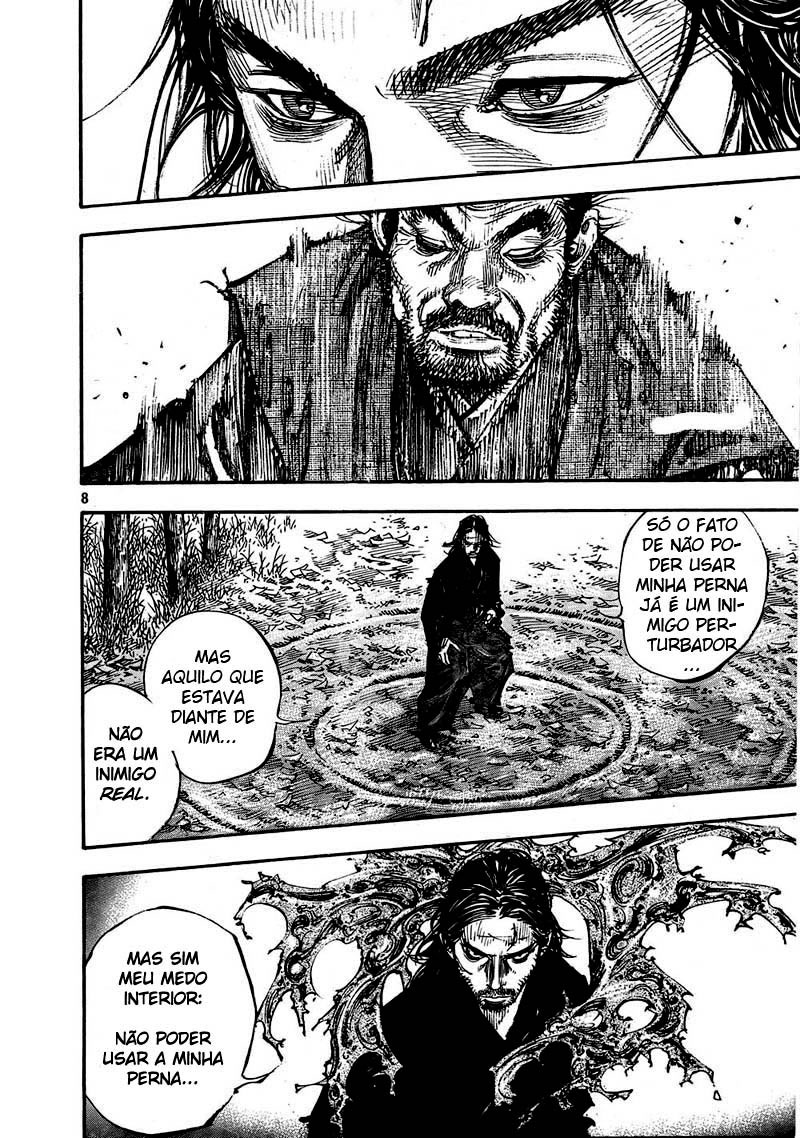 8
SÓ O FATO
DE NÃO PO-
DER USAR
MINHA PERNA
JÁ É UM INI-
MIGO PER-
TURBADOR
...
MAS
AQUILO QUE
ESTAVA
DIANTE DE
MIM...
NÃO
ERA UM
INIMIGO
REAL.
MAS SIM
MEU MEDO
INTERIOR:
NÃO PODER
USAR A MINHA
PERNA...